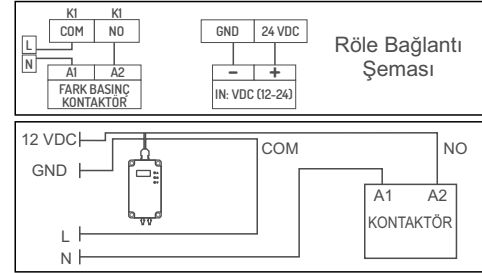 K1 K1
COM NO
GND 24 VDC
L
N
A1 A2
FARK BASINÇ
KONTAKTÖR
- +
IN: VDC (12-24)
Röle Bağlantı
Şeması
12 VDC
GND
COM
NO
A1 A2
KONTAKTÖR
L
N